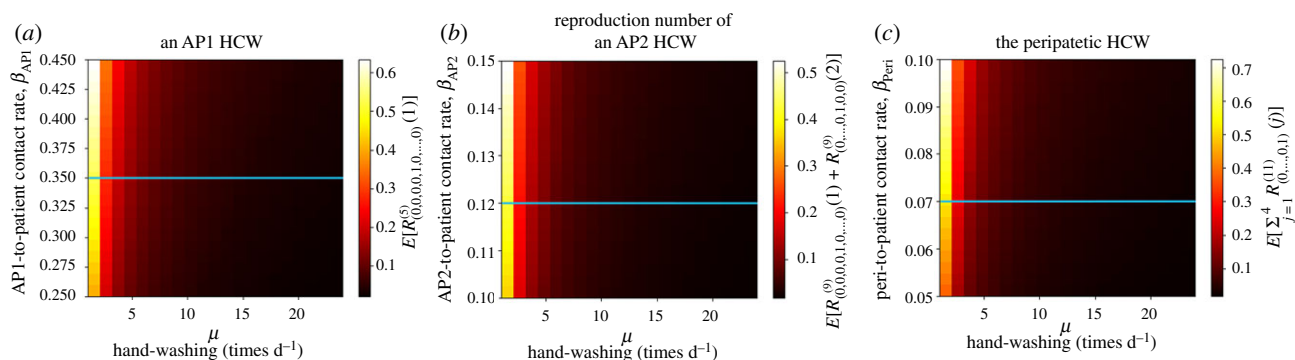 (a)
an AP1 HCW
AP1-to-patient contact rate, β_AP1
0.450
0.425
0.400
0.375
0.350
0.325
0.300
0.275
0.250
5 10 15 20
μ
hand-washing (times d⁻¹)
0.6
0.5
0.4
0.3
0.2
0.1
E[R^(5)_(0,0,0,0,1,0,...,0) (1)]
(b)
reproduction number of
an AP2 HCW
AP2-to-patient contact rate, β_AP2
0.15
0.14
0.13
0.12
0.11
0.10
5 10 15 20
μ
hand-washing (times d⁻¹)
0.5
0.4
0.3
0.2
0.1
E[R^(9)_(0,0,0,0,1,0,...,0)(1) + R^(9)_(0,...,0,1,0,0)(2)]
(c)
the peripatetic HCW
peri-to-patient contact rate, β_Peri
0.10
0.09
0.08
0.07
0.06
0.05
5 10 15 20
μ
hand-washing (times d⁻¹)
0.7
0.6
0.5
0.4
0.3
0.2
0.1
E[Σ^4_j=1 R^(11)_(0,...,0,1) (j)]